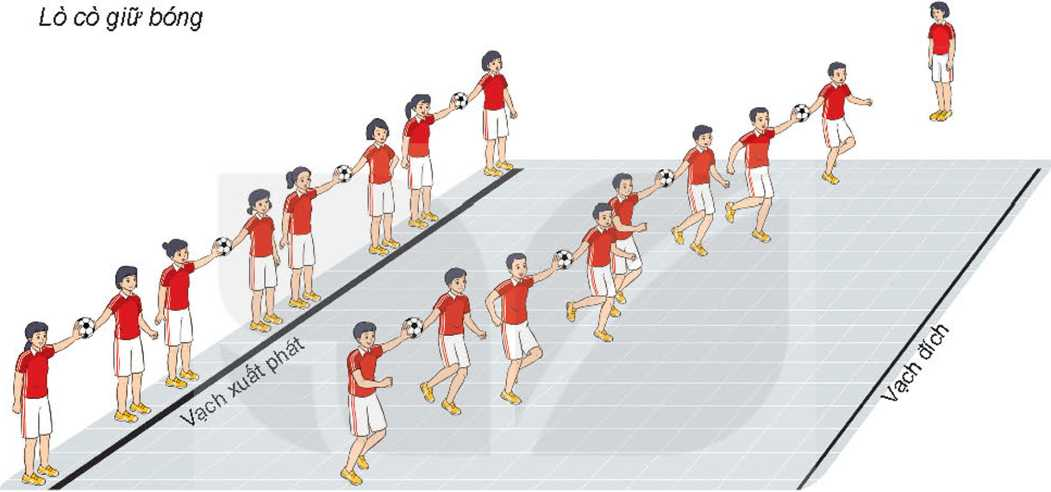 Lò cò giữ bóng
Vạch xuất phát
Vạch đích